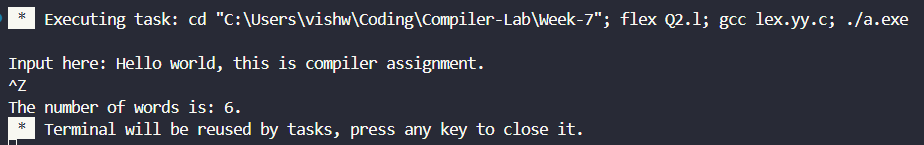 * Executing task: cd "C:\Users\vishw\Coding\Compiler-Lab\Week-7"; flex Q2.l; gcc lex.yy.c; ./a.exe
Input here: Hello world, this is compiler assignment.
^Z
The number of words is: 6.
* Terminal will be reused by tasks, press any key to close it.